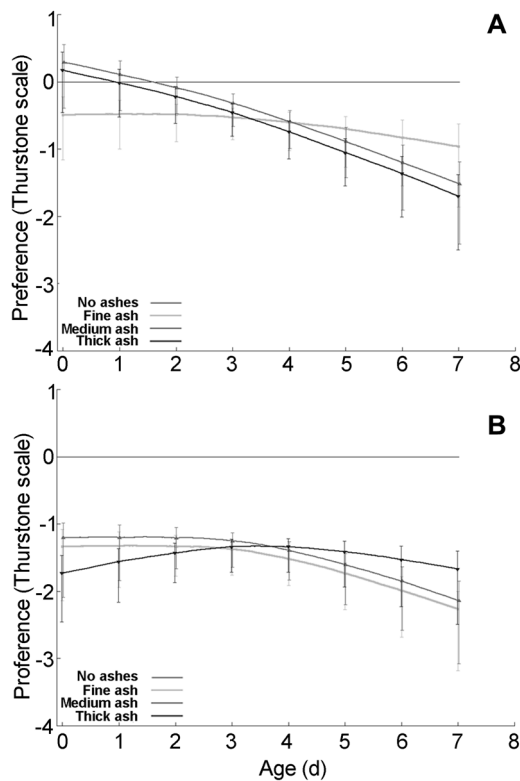 A
Preference (Thurstone scale)
1
0
-1
-2
-3
-4
No ashes
Fine ash
Medium ash
Thick ash
0 1 2 3 4 5 6 7 8
B
Proference (Thurstone scale)
1
0
-1
-2
-3
-4
No ashes
Fine ash
Medium ash
Thick ash
0 1 2 3 4 5 6 7 8
Age (d)